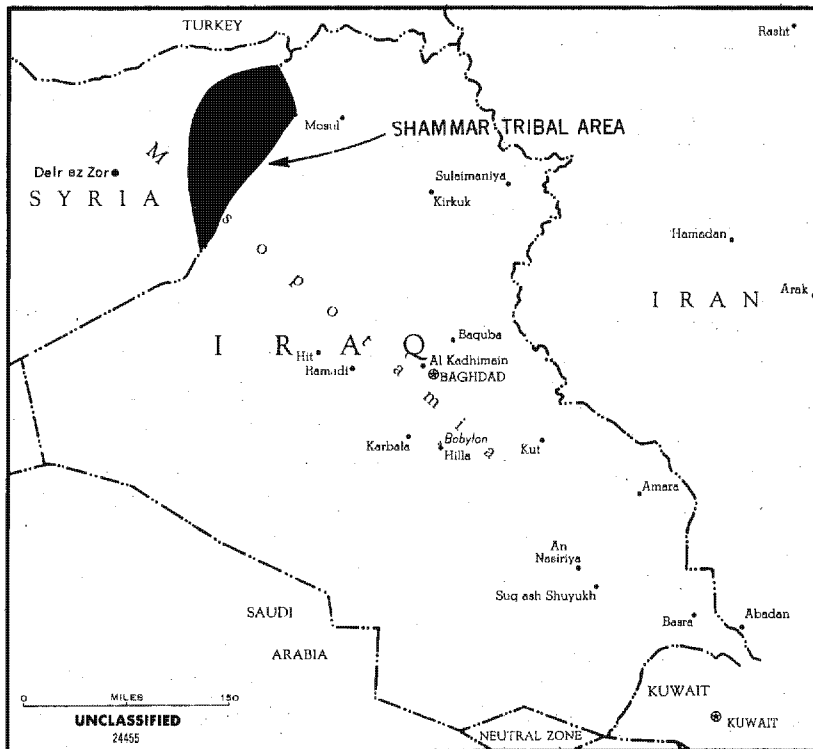 TURKEY
Rasht
Mosul
SHAMMAR TRIBAL AREA
Deir ez Zor
SYRIA
Sulaimaniya
Kirkuk
Hamadan
IRAN
Arak
Mesopotamia
IRAQ
Baquba
Hit
Al Kadhimain
Ramadi
BAGHDAD
Karbala
Babylon
Hilla
Kut
Amara
An
Nasiriya
Suq ash Shuyukh
SAUDI
ARABIA
Basra
Abadan
0 MILES 150
UNCLASSIFIED
24455
NEUTRAL ZONE
KUWAIT
KUWAIT